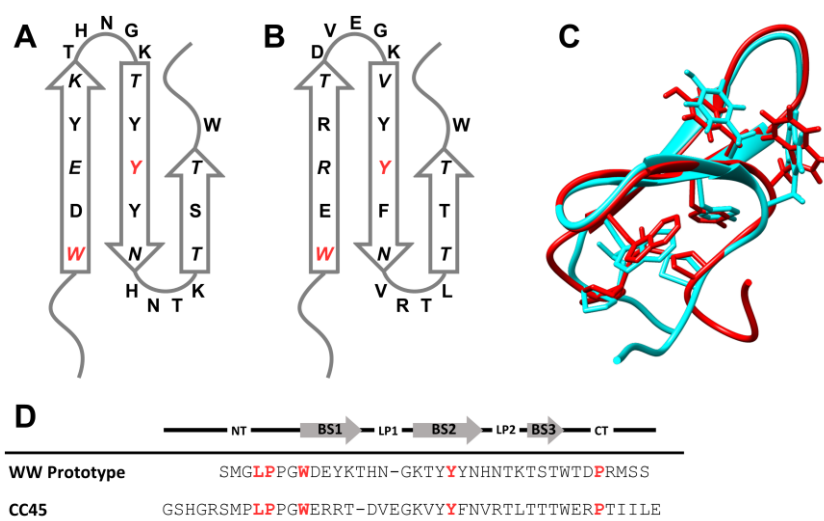 A
H N G
T K
K T
Y Y W
E Y T
D Y S
W N T
H K
N T
B
V E G
D K
T V
R Y W
R Y T
E F T
W N T
V L
R T
C
D
NT BS1 LP1 BS2 LP2 BS3 CT
WW Prototype SMGLPPGWDEYKTHN-GKTYYYNHNTKTSTWTDPRMSS
CC45 GSHGRSMPLPPGWERRT-DVEGKVYYFNVRTLTTTWERPTIILE